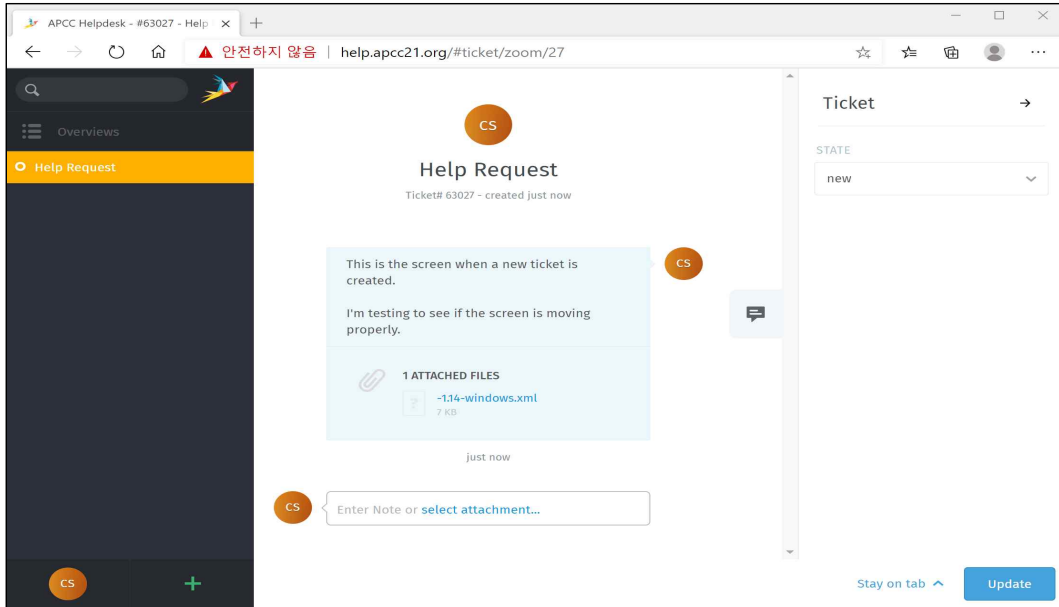 APCC Helpdesk - #63027 - Help
안전하지 않음 | help.apcc21.org/#ticket/zoom/27
Overviews
Help Request
CS
Help Request
Ticket# 63027 - created just now
This is the screen when a new ticket is
created.
CS
I'm testing to see if the screen is moving
properly.
1 ATTACHED FILES
-1.14-windows.xml
7 KB
just now
CS
Enter Note or select attachment...
Ticket
STATE
new
CS
Stay on tab
Update